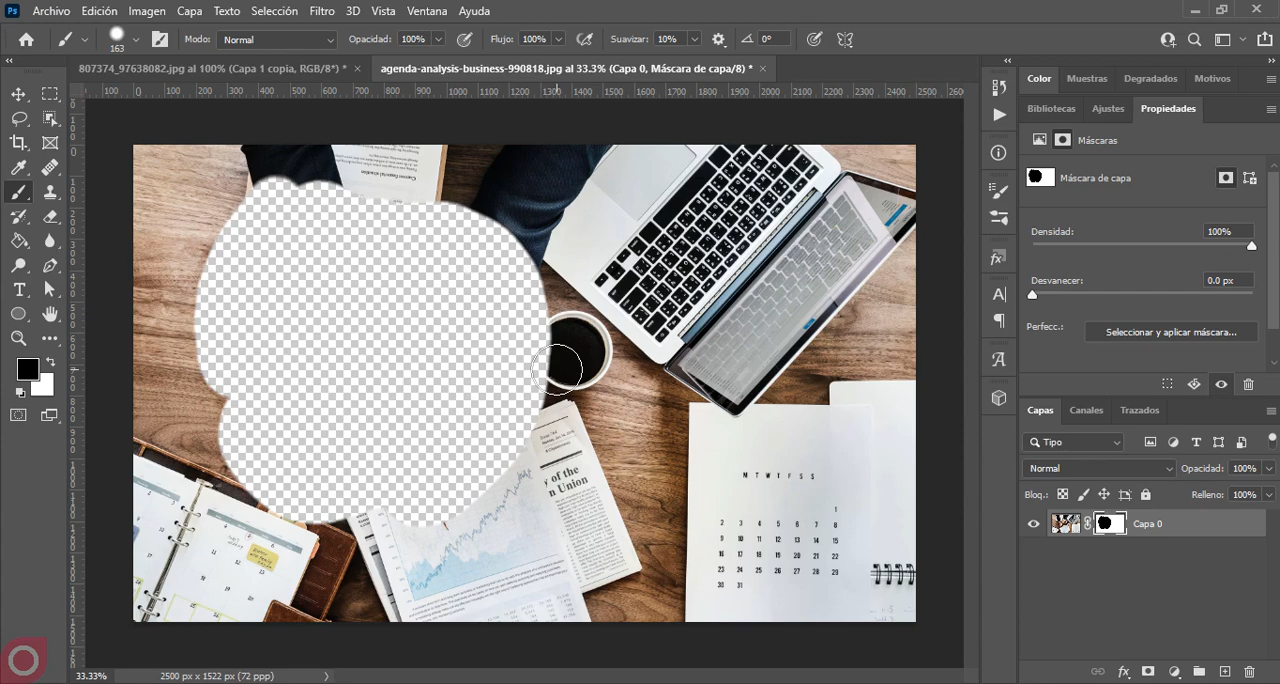 Ps Archivo Edición Imagen Capa Texto Selección Filtro 3D Vista Ventana Ayuda
163 Modo: Normal Opacidad: 100% Flujo: 100% Suavizar: 10% 0°
807374_97638082.jpg al 100% (Capa 1 copia, RGB/8*) * × agenda-analysis-business-990818.jpg al 33.3% (Capa 0, Máscara de capa/8) * ×
100 0 100 200 300 400 500 600 700 800 900 1000 1100 1200 1300 1400 1500 1600 1700 1800 1900 2000 2100 2200 2300 2400 2500
Color Muestras Degradados Motivos
Bibliotecas Ajustes Propiedades
Máscaras
Máscara de capa
Densidad: 100%
Desvanecer: 0.0 px
Perfecc.: Seleccionar y aplicar máscara...
Capas Canales Trazados
Tipo
Normal Opacidad: 100%
Bloq.: Relleno: 100%
Capa 0
y of the
n Union
M T W T F S S
1
2 3 4 5 6 7 8
9 10 11 12 13 14 15
16 17 18 19 20 21 22
23 24 25 26 27 28 29
30 31
33.33% 2500 px x 1522 px (72 ppp)